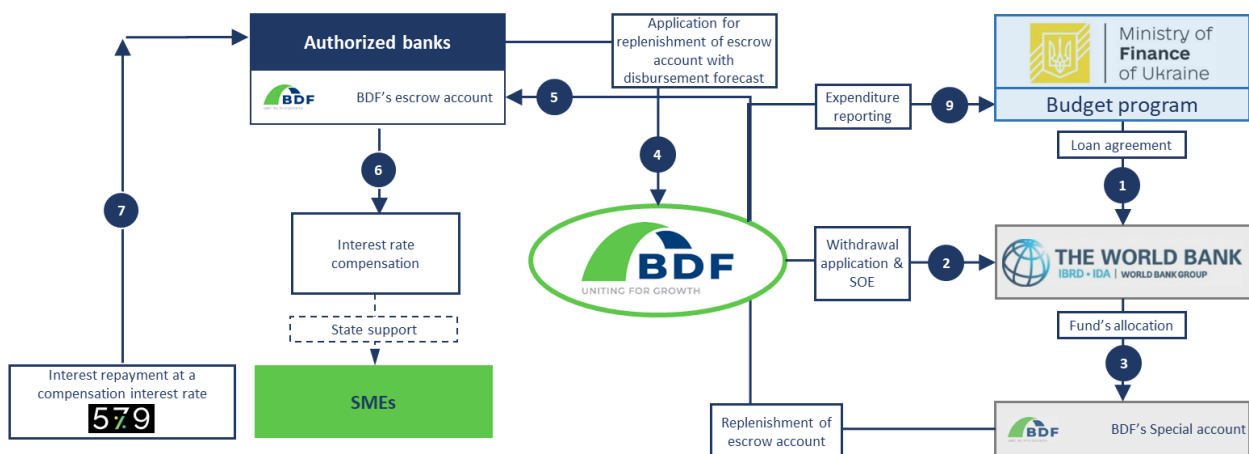 Authorized banks
BDF
BDF's escrow account
Application for
replenishment of escrow
account with
disbursement forecast
Ministry of
Finance
of Ukraine
Budget program
5
Expenditure
reporting
9
Loan agreement
4
6
1
7
Interest rate
compensation
BDF
UNITING FOR GROWTH
Withdrawal
application &
SOE
2
THE WORLD BANK
IBRD • IDA | WORLD BANK GROUP
State support
Fund's allocation
3
Interest repayment at a
compensation interest rate
579
SMEs
Replenishment of
escrow account
BDF
BDF's Special account